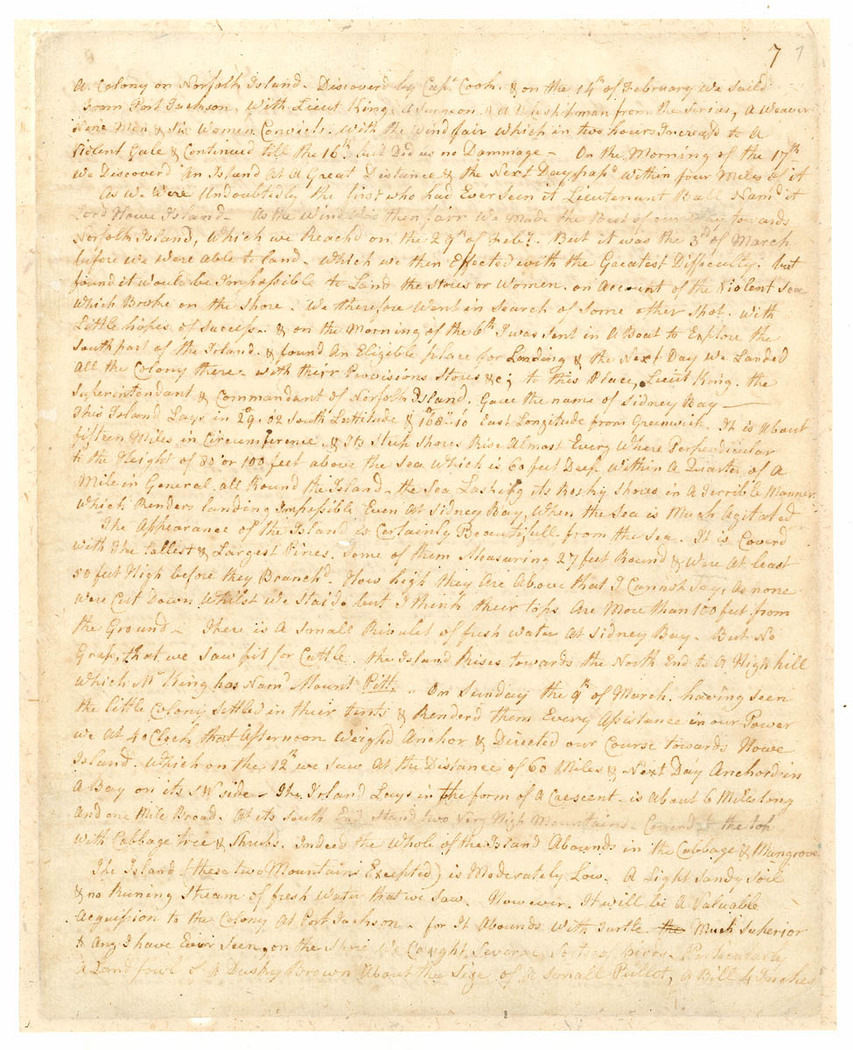 7 7
A Colony on Norfolk Island. Discoverd by Capt. Cook. & on the 14th of February we Saild
from Port Jackson. With Lieut King, A Surgeon. A Midshipman from the Sirius, A Weaver
Nine Men & Six Women Convicts. With the Wind fair which in two hours Increasd to A
Violent Gale & Continued till the 16th but Did us no Dammage - On the Morning of the 17th
We Discoverd An Island At A Great Distance & the Next Day pasd within four Miles of it
As we Were Undoubtedly the first who had Ever Seen it Lieutenant Ball Namd it
Lord Howe Island - As the Wind was then fair We Made the Best of our Way towards
Norfolk Island, Which we Reachd on the 29th of Feby. But it was the 3d of March
before we Were Able to land. Which we then Effected with the Greatest Difficulty. but
found it would be Impossible to Land the Stores or Women. on Account of the Violent Sea
Which Broke on the Shore. We therefore Went in Search of Some other Spot. With
Little hopes of Success. & on the Morning of the 6th I was Sent in A Boat to Explore the
South part of the Island. & found An Eligible place for Landing & the Next Day we Landed
All the Colony there. with their Provisions Stores &c; to this Place, Lieut King. the
Superintendant & Commandant of Norfolk Island. Gave the name of Sidney Bay -
This Island Lays in 29..02 South Lattitude & 168..10 East Longitude from Greenwich. It is About
fifteen Miles in Circumference. & Its Steep Shores Rise Almost Every Where Perpendicular
to the Height of 80 or 100 feet above the Sea which is 60 feet Deep Within A Quarter of A
Mile in General, all Round the Island - the Sea Lashing its Rocky Shores in A Terrible Manner.
Which Renders landing Impossible Even At Sidney Bay, When the Sea is Much Agitated
The Appearance of the Island is Certainly Beautifull from the Sea. It is Coverd
with the tallest & Largest Pines, Some of them Measuring 27 feet Round & Were At least
80 feet High before they Branchd. How high they Are Above that I Cannot Say, As none
Were Cut Down Whilst we Staid. but I think their tops Are More than 100 feet from
the Ground - There is A Small Rivulet of fresh Water At Sidney Bay. But No
Grass, that we Saw fit for Cattle. the Island Rises towards the North End to A High hill
Which Mr King has Namd Mount Pitt. - On Sunday the 9th of March. having Seen
the little Colony Settled in their tents & Renderd them Every Assistance in our Power
we At 4 oClock that Afternoon Weighd Anchor & Directed our Course towards Howe
Island. Which on the 12th we Saw At the Distance of 60 Miles & Next Day Anchord in
A Bay on its SW side - The Island Lays in the form of A Crescent - is About 6 Miles long
And one Mile Broad. At its South End Stand two Very High Mountains - Coverd to the top
With Cabbage tree & Shrubs. Indeed the Whole of the Island Abounds in the Cabbage & Mangrove
The Island (these two Mountains Excepted) is Moderately Low. A Light Sandy Soil
& no Runing Stream of fresh Water that we Saw. However. It will be A Valuable
Acquision to the Colony At Port Jackson - for It Abounds With Turtle the Much Superior
to Any I have Ever Seen, on the Shore We Caught Several Sorts of Birds Particularly
A Land fowl of A Dusky Brown About the Size of A Small Pullet, A Bill 4 Inches